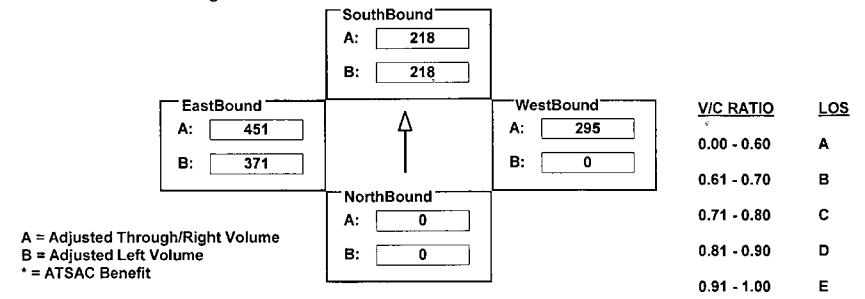 SouthBound
A: 218
B: 218
EastBound
A: 451
B: 371
WestBound
A: 295
B: 0
NorthBound
A: 0
B: 0
A = Adjusted Through/Right Volume
B = Adjusted Left Volume
* = ATSAC Benefit
V/C RATIO LOS
0.00 - 0.60 A
0.61 - 0.70 B
0.71 - 0.80 C
0.81 - 0.90 D
0.91 - 1.00 E